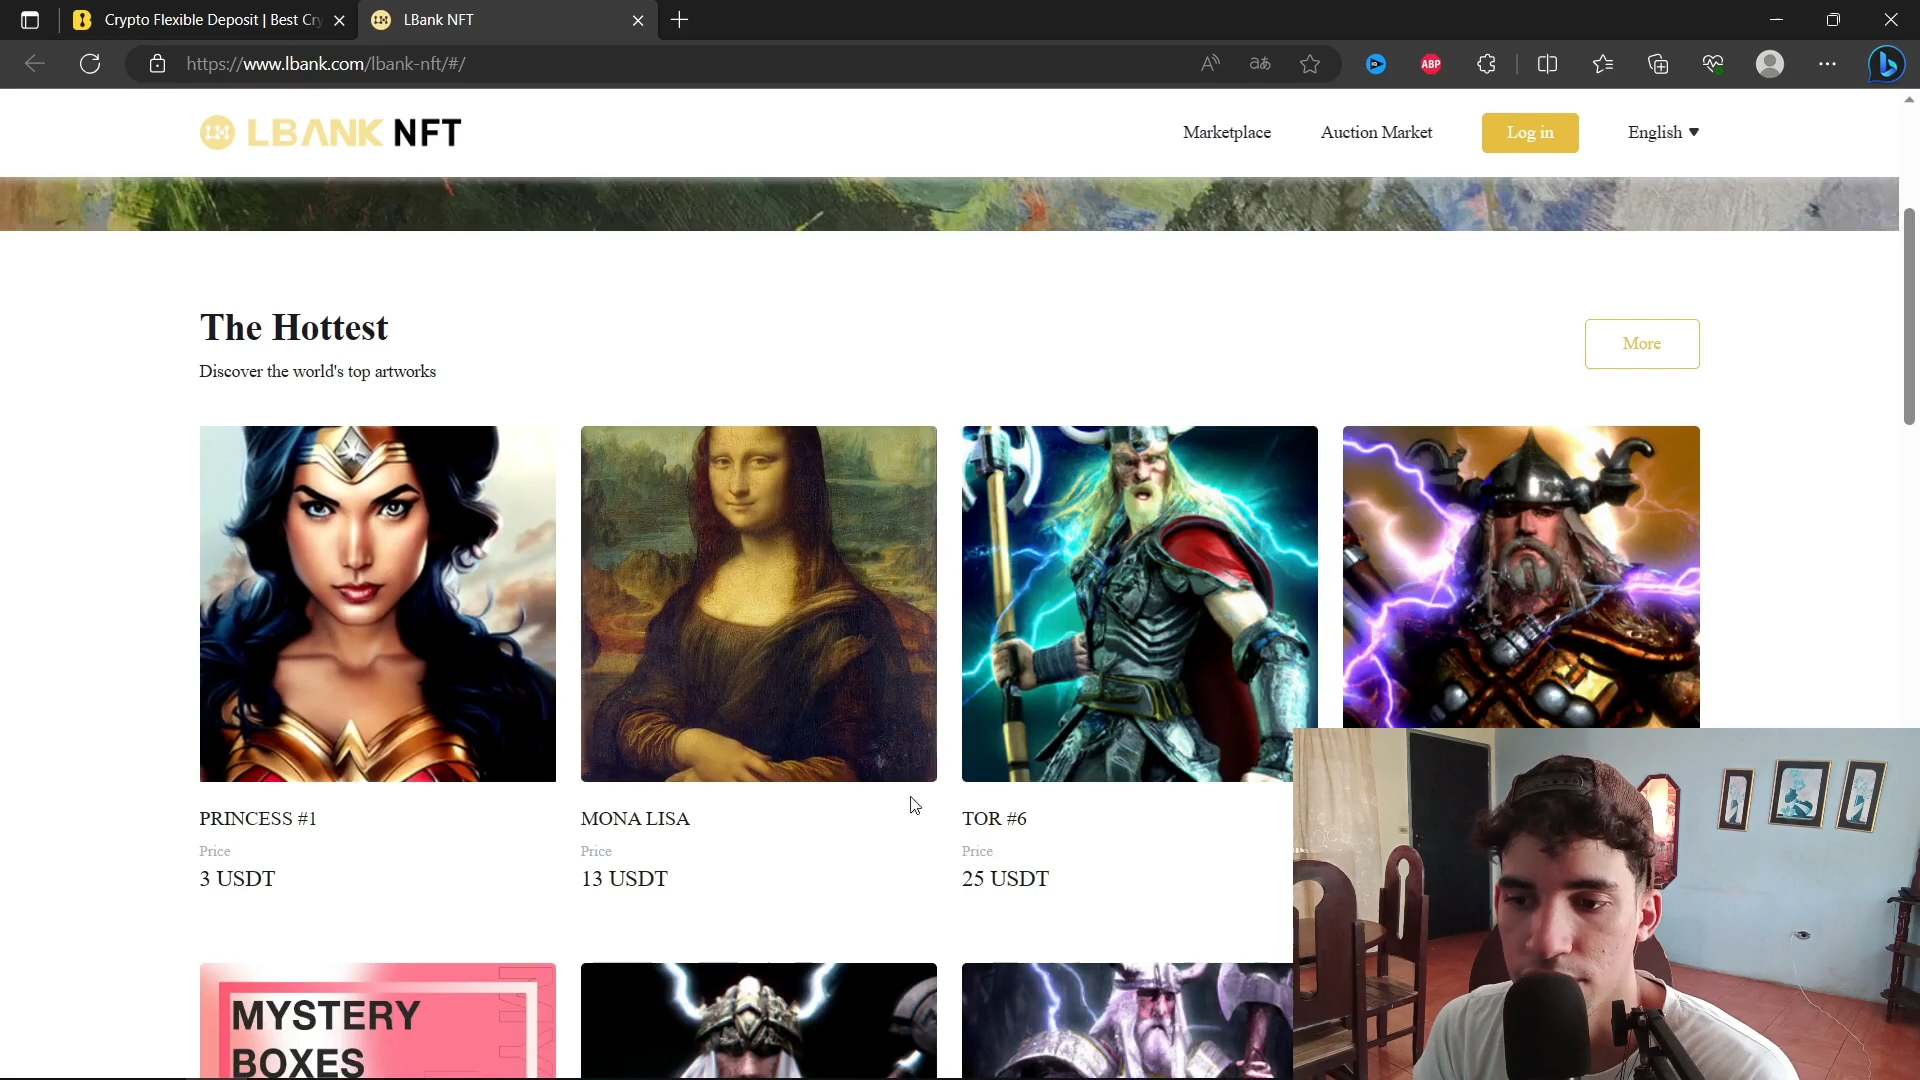 Crypto Flexible Deposit | Best Cry
LBank NFT
https://www.lbank.com/lbank-nft/#/
ABP
LBANK NFT
Marketplace
Auction Market
Log in
English
The Hottest
Discover the world's top artworks
More
PRINCESS #1
Price
3 USDT
MONA LISA
Price
13 USDT
TOR #6
Price
25 USDT
MYSTERY
BOXES